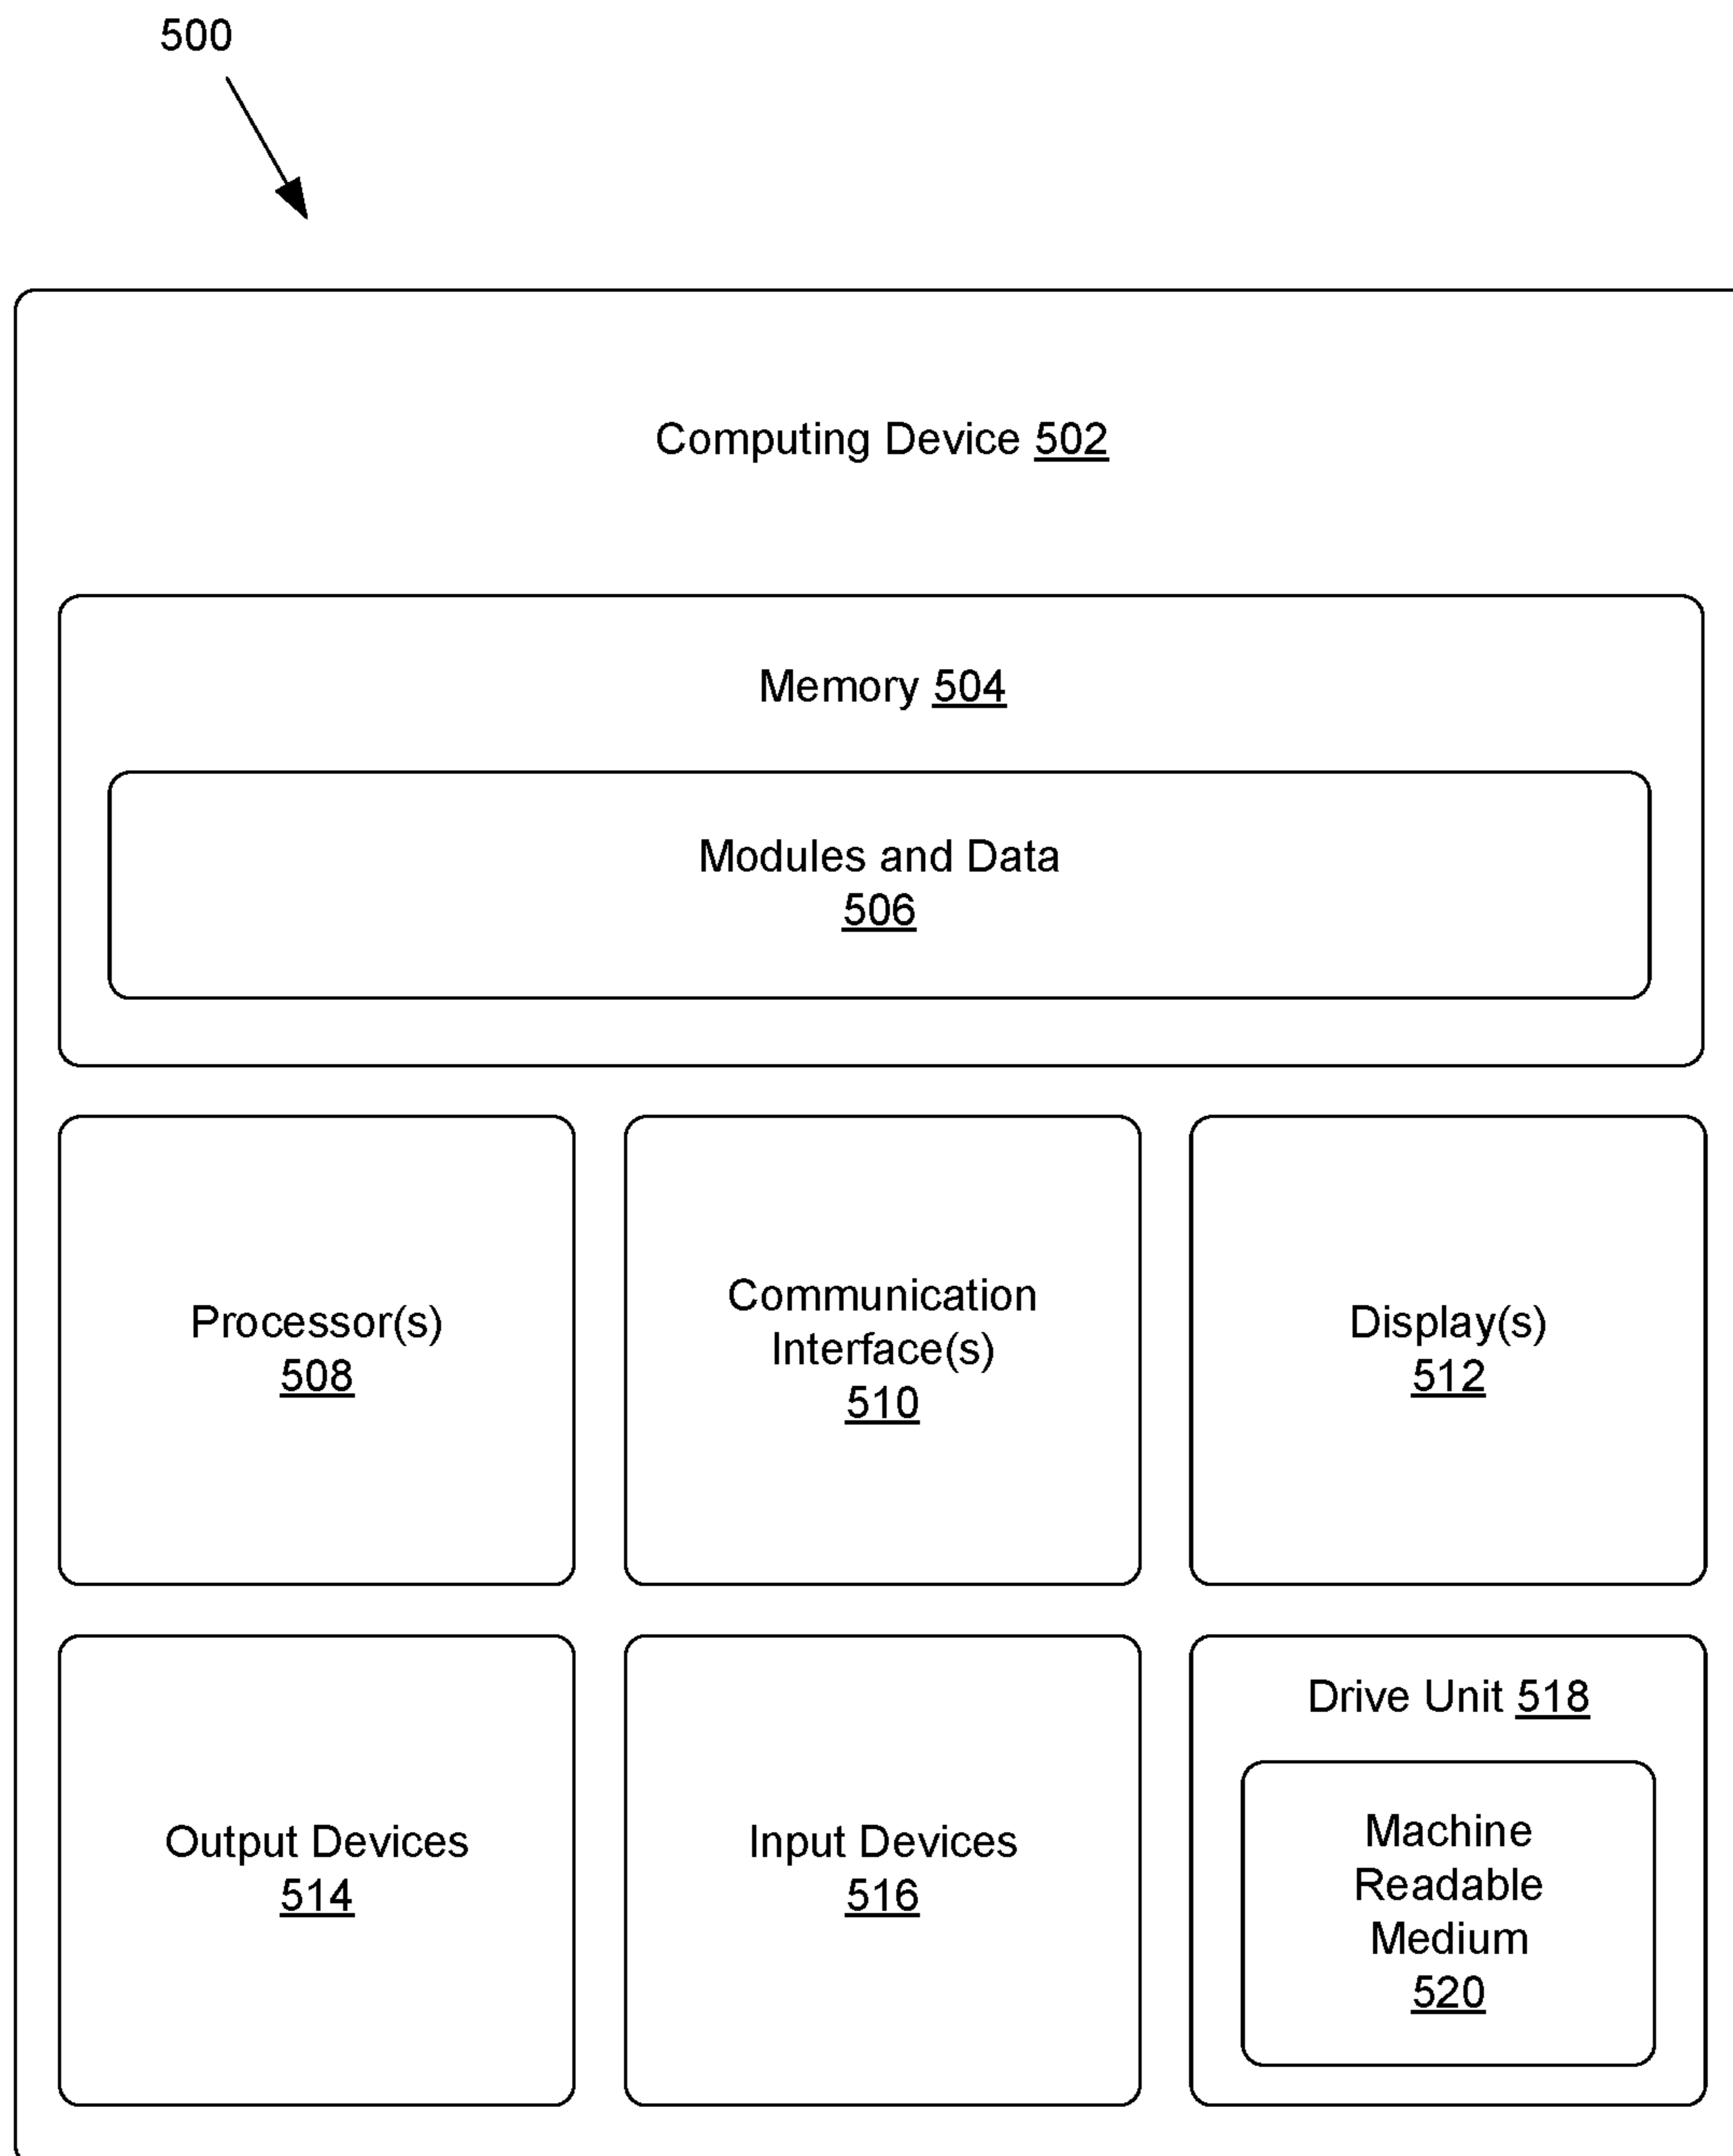 500
Computing Device 502
Memory 504
Modules and Data
506
Processor(s)
508
Communication
Interface(s)
510
Display(s)
512
Output Devices
514
Input Devices
516
Drive Unit 518
Machine
Readable
Medium
520